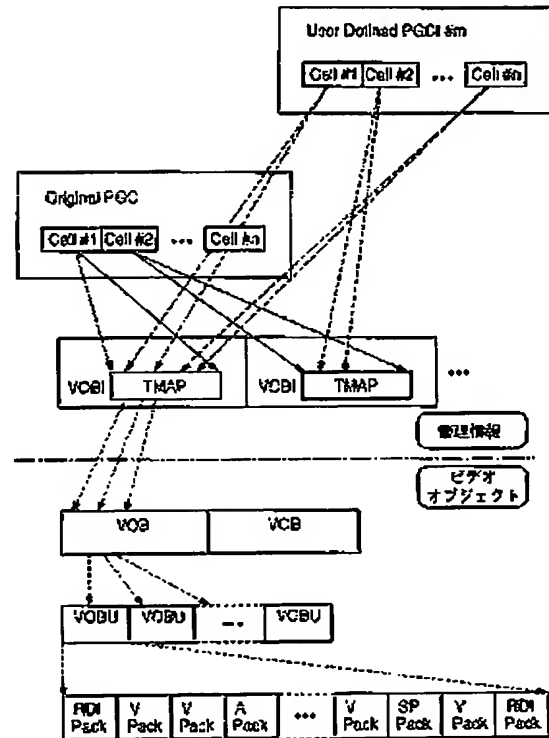 User Defined PGCI #m
Cell #1 Cell #2 ... Cell #n
Original PGC
Cell #1 Cell #2 ... Cell #n
VOBI TMAP VOBI TMAP ...
管理情報
ビデオ
オブジェクト
VOB VOB
VOBU VOBU ... VOBU
RDI Pack V Pack V Pack A Pack ... V Pack SP Pack V Pack RDI Pack